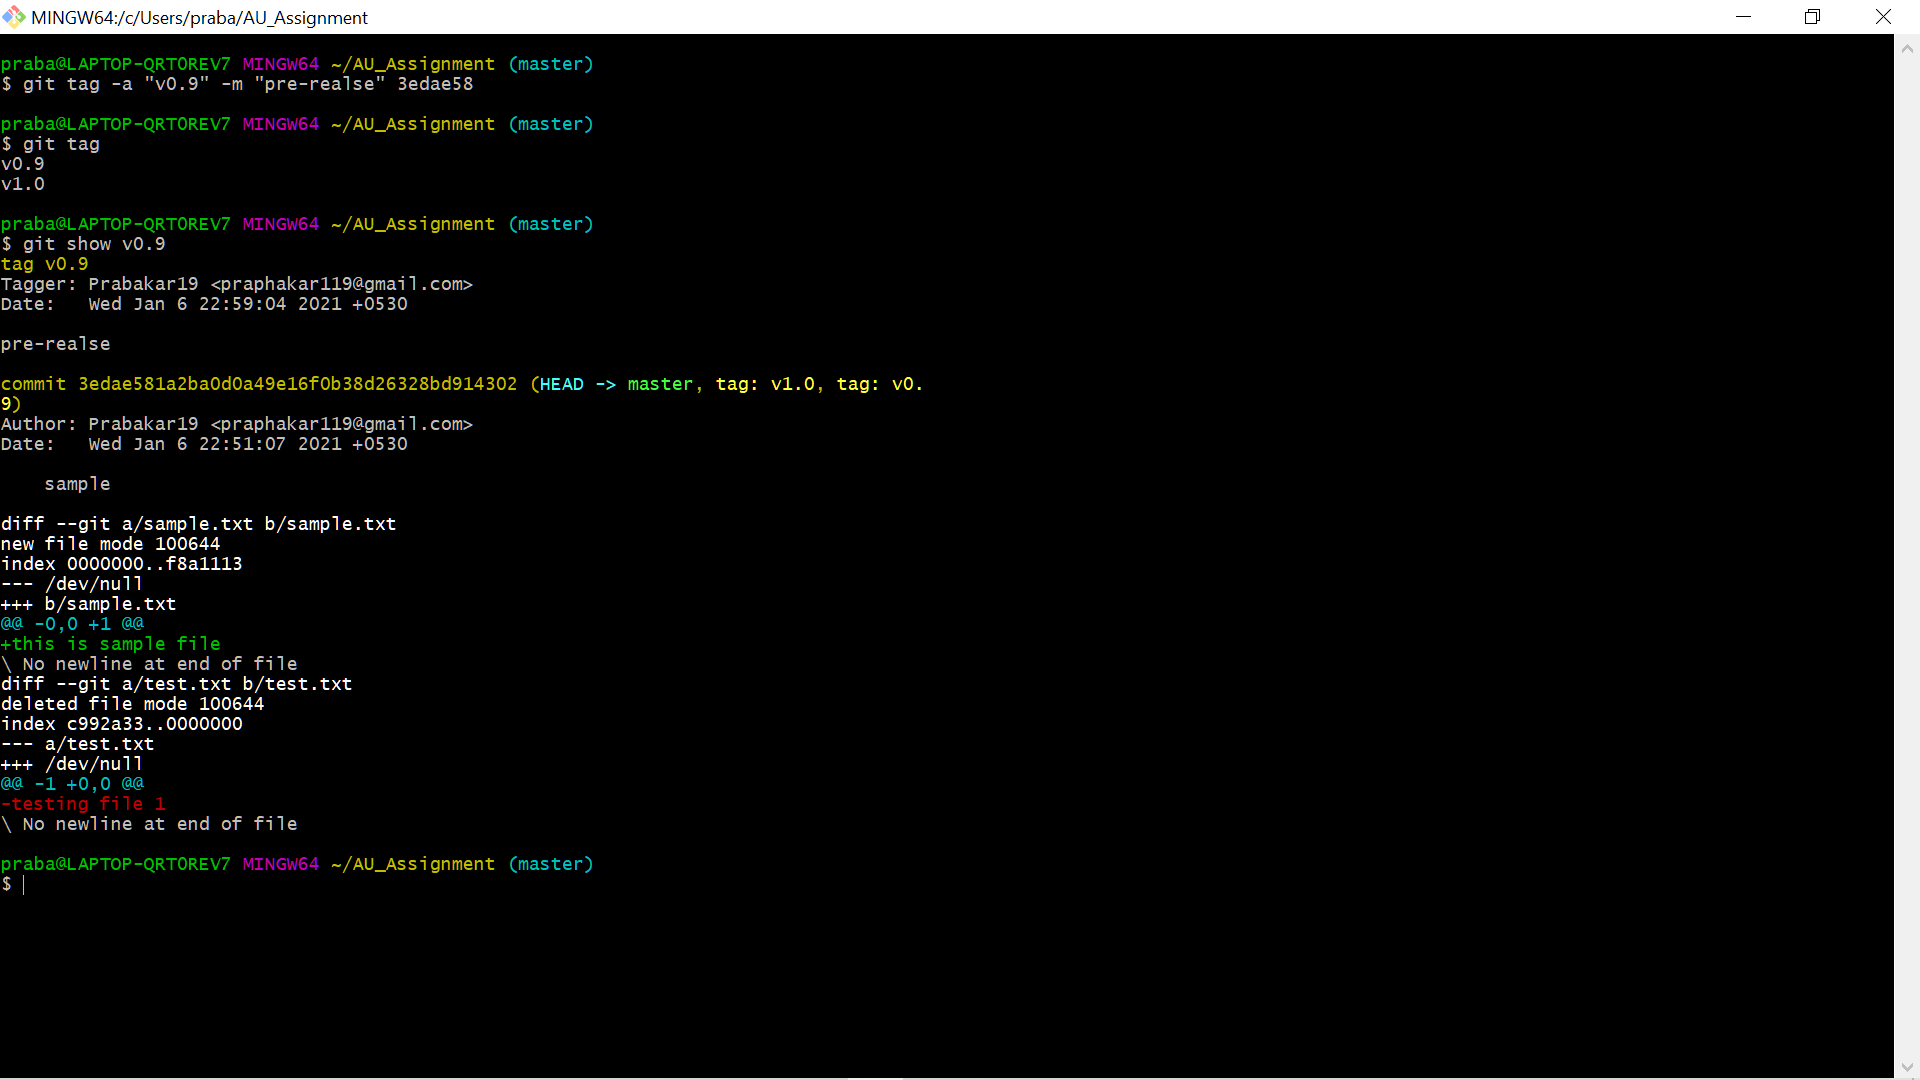 MINGW64:/c/Users/praba/AU_Assignment
praba@LAPTOP-QRT0REV7 MINGW64 ~/AU_Assignment (master)
$ git tag -a "v0.9" -m "pre-realse" 3edae58
praba@LAPTOP-QRT0REV7 MINGW64 ~/AU_Assignment (master)
$ git tag
v0.9
v1.0
praba@LAPTOP-QRT0REV7 MINGW64 ~/AU_Assignment (master)
$ git show v0.9
tag v0.9
Tagger: Prabakar19 <praphakar119@gmail.com>
Date:   Wed Jan 6 22:59:04 2021 +0530
pre-realse
commit 3edae581a2ba0d0a49e16f0b38d26328bd914302 (HEAD -> master, tag: v1.0, tag: v0.
9)
Author: Prabakar19 <praphakar119@gmail.com>
Date:   Wed Jan 6 22:51:07 2021 +0530
    sample
diff --git a/sample.txt b/sample.txt
new file mode 100644
index 0000000..f8a1113
--- /dev/null
+++ b/sample.txt
@@ -0,0 +1 @@
+this is sample file
\ No newline at end of file
diff --git a/test.txt b/test.txt
deleted file mode 100644
index c992a33..0000000
--- a/test.txt
+++ /dev/null
@@ -1 +0,0 @@
-testing file 1
\ No newline at end of file
praba@LAPTOP-QRT0REV7 MINGW64 ~/AU_Assignment (master)
$